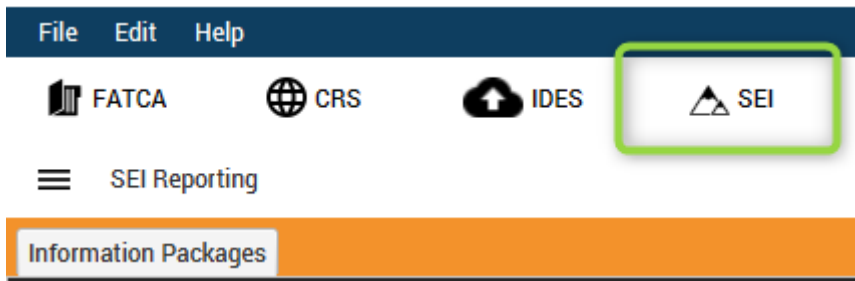 File Edit Help
FATCA CRS IDES SEI
SEI Reporting
Information Packages